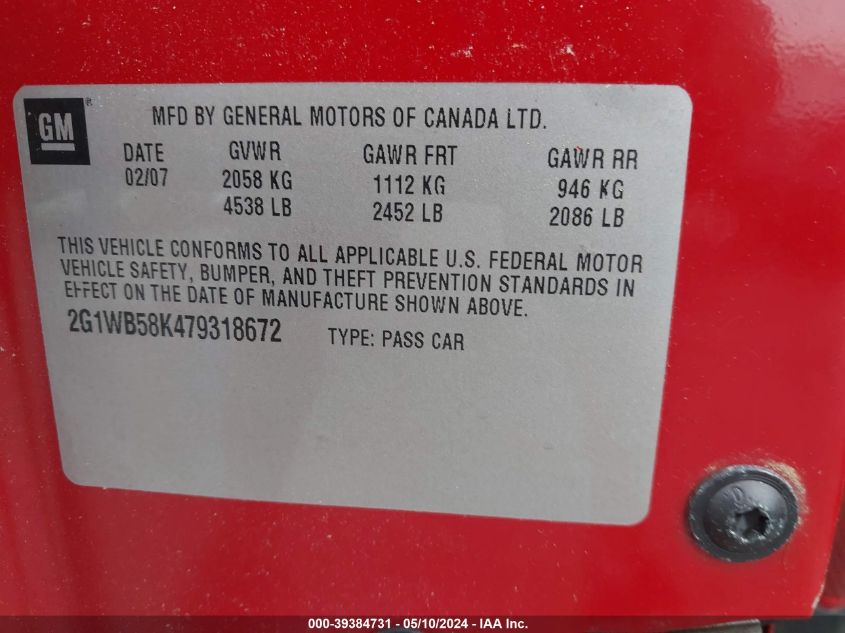 GM®
MFD BY GENERAL MOTORS OF CANADA LTD.
DATE GVWR GAWR FRT GAWR RR
02/07 2058 KG 1112 KG 946 KG
4538 LB 2452 LB 2086 LB
THIS VEHICLE CONFORMS TO ALL APPLICABLE U.S. FEDERAL MOTOR
VEHICLE SAFETY, BUMPER, AND THEFT PREVENTION STANDARDS IN
EFFECT ON THE DATE OF MANUFACTURE SHOWN ABOVE.
2G1WB58K479318672 TYPE: PASS CAR
000-39384731 - 05/10/2024 - IAA Inc.